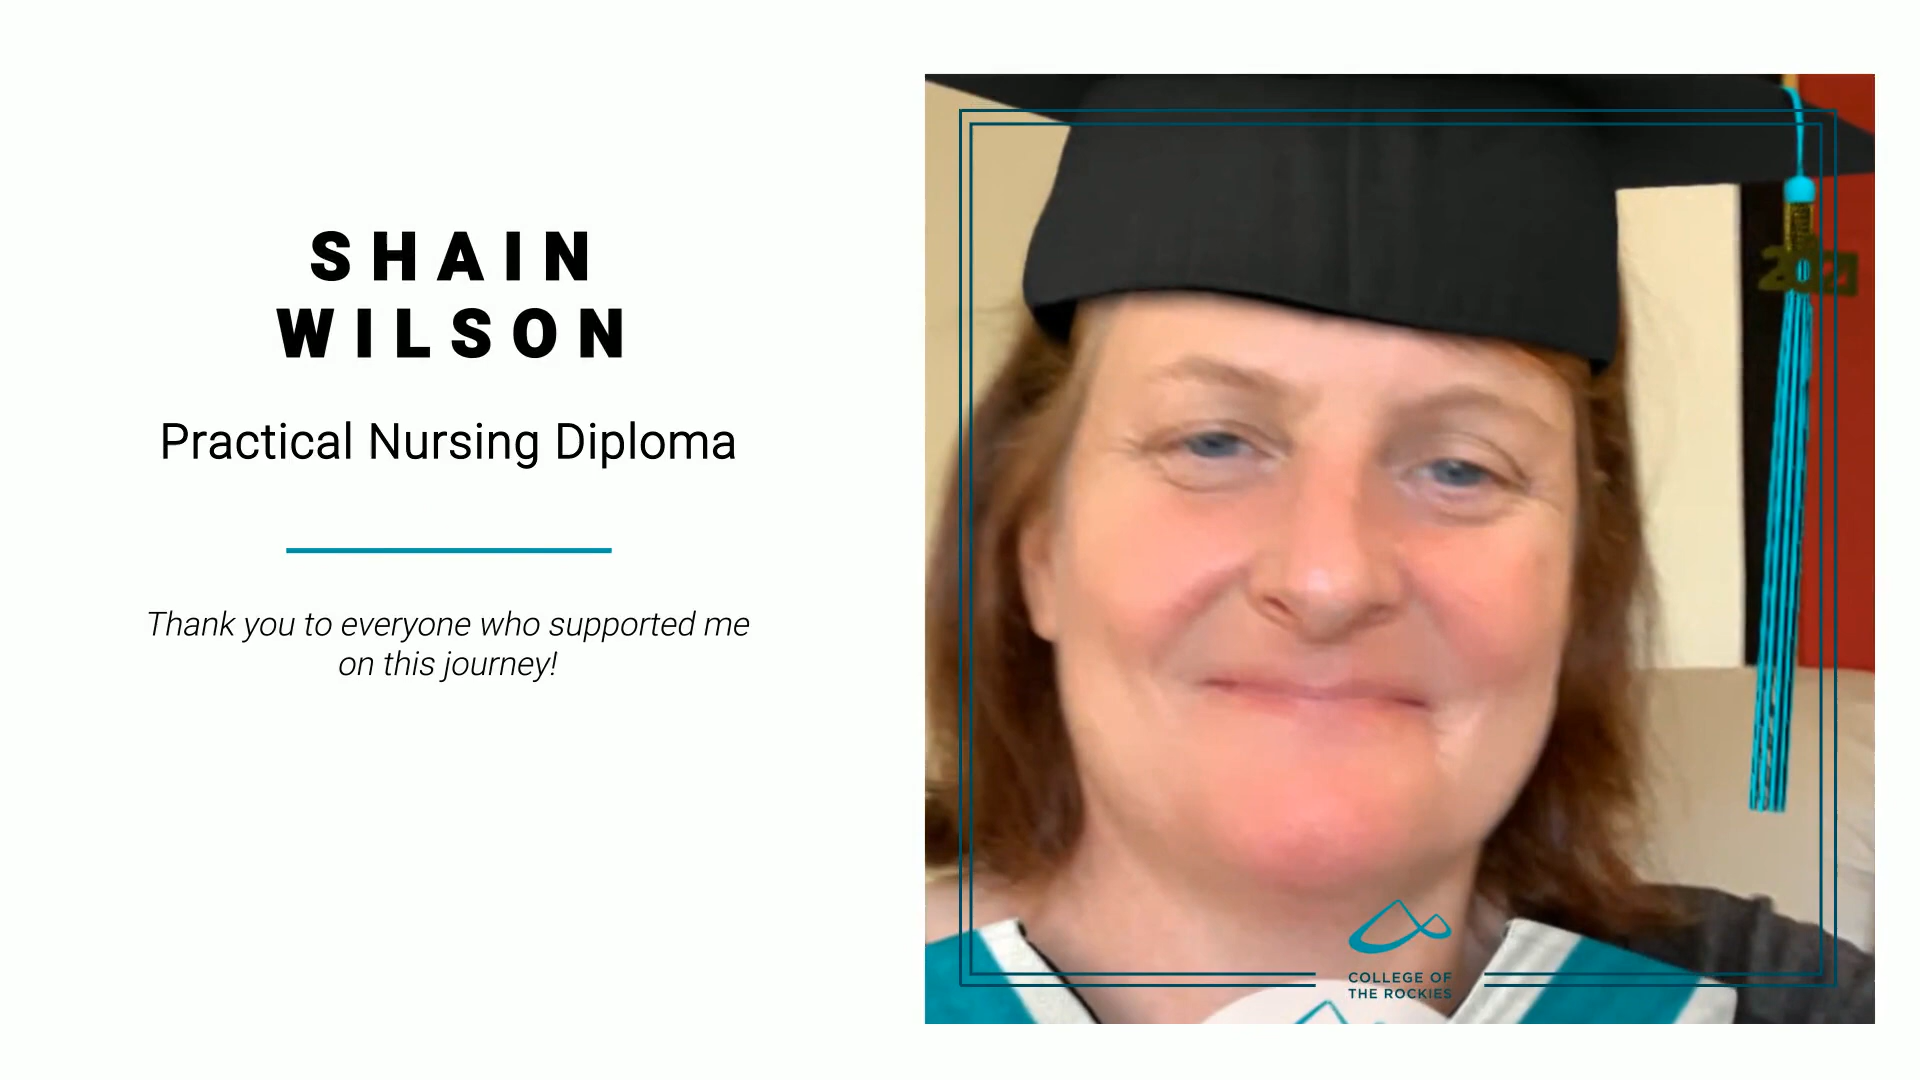 SHAIN
WILSON
Practical Nursing Diploma
Thank you to everyone who supported me
on this journey!
2021
COLLEGE OF
THE ROCKIES